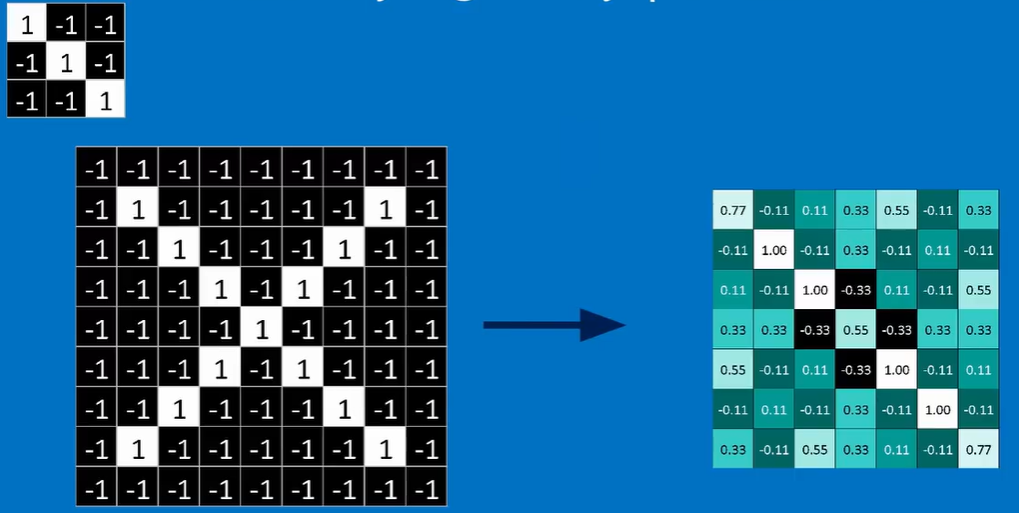 1 -1 -1
-1 1 -1
-1 -1 1
-1 -1 -1 -1 -1 -1 -1 -1 -1
-1 1 -1 -1 -1 -1 -1 1 -1
-1 -1 1 -1 -1 -1 1 -1 -1
-1 -1 -1 1 -1 1 -1 -1 -1
-1 -1 -1 -1 1 -1 -1 -1 -1
-1 -1 -1 1 -1 1 -1 -1 -1
-1 -1 1 -1 -1 -1 1 -1 -1
-1 1 -1 -1 -1 -1 -1 1 -1
-1 -1 -1 -1 -1 -1 -1 -1 -1
0.77 -0.11 0.11 0.33 0.55 -0.11 0.33
-0.11 1.00 -0.11 0.33 -0.11 0.11 -0.11
0.11 -0.11 1.00 -0.33 0.11 -0.11 0.55
0.33 0.33 -0.33 0.55 -0.33 0.33 0.33
0.55 -0.11 0.11 -0.33 1.00 -0.11 0.11
-0.11 0.11 -0.11 0.33 -0.11 1.00 -0.11
0.33 -0.11 0.55 0.33 0.11 -0.11 0.77